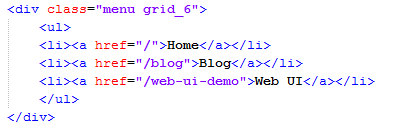 <div class="menu grid_6">
<ul>
<li><a href="/">Home</a></li>
<li><a href="/blog">Blog</a></li>
<li><a href="/web-ui-demo">Web UI</a></li>
</ul>
</div>